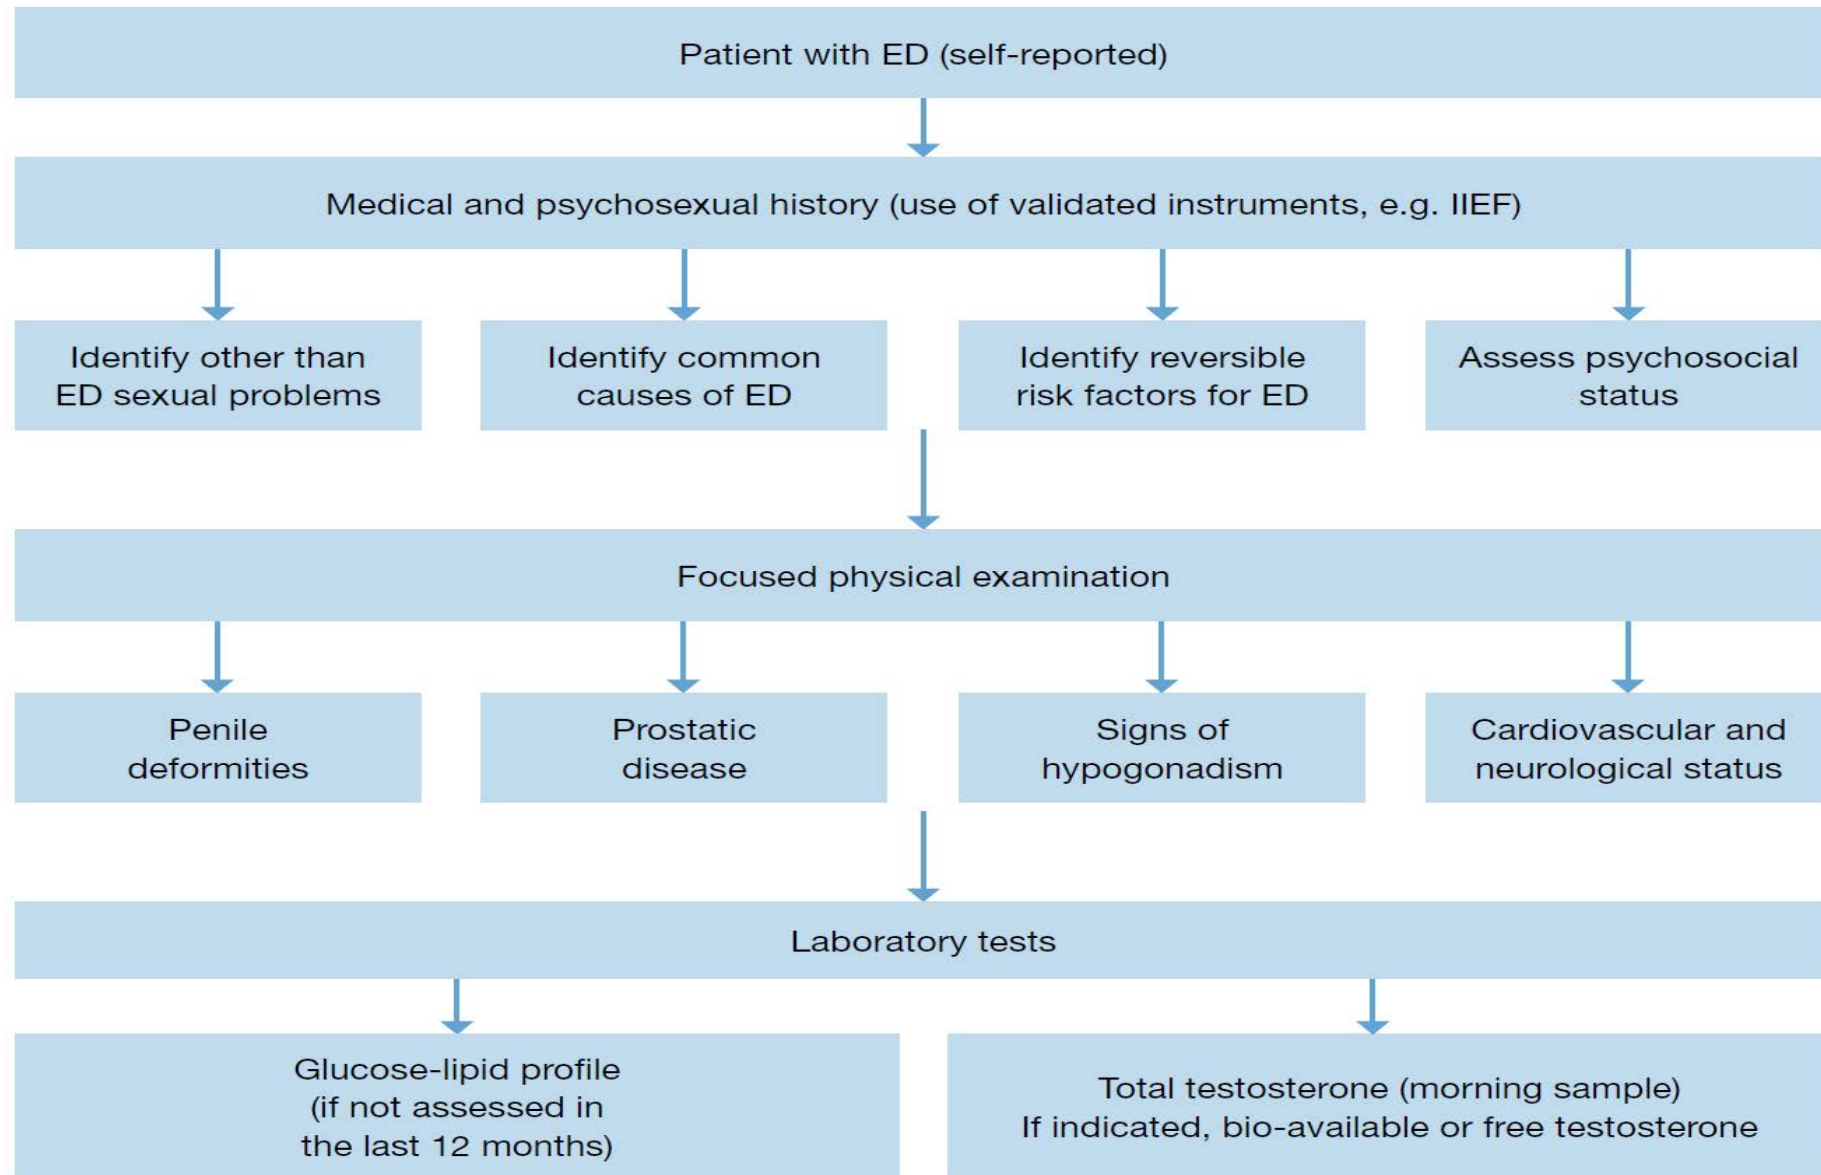 Patient with ED (self-reported)
Medical and psychosexual history (use of validated instruments, e.g. IIEF)
Identify other than
ED sexual problems
Identify common
causes of ED
Identify reversible
risk factors for ED
Assess psychosocial
status
Focused physical examination
Penile
deformities
Prostatic
disease
Signs of
hypogonadism
Cardiovascular and
neurological status
Laboratory tests
Glucose-lipid profile
(if not assessed in
the last 12 months)
Total testosterone (morning sample)
If indicated, bio-available or free testosterone